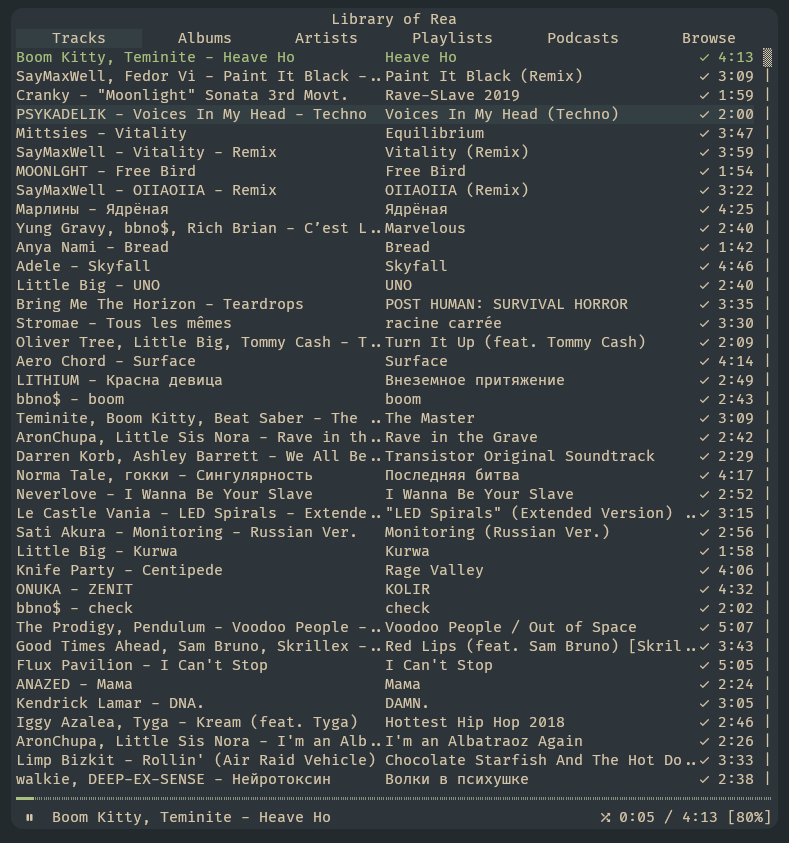 Library of Rea
Tracks Albums Artists Playlists Podcasts Browse
Boom Kitty, Teminite - Heave Ho Heave Ho ✓ 4:13
SayMaxWell, Fedor Vi - Paint It Black -.. Paint It Black (Remix) ✓ 3:09
Cranky - "Moonlight" Sonata 3rd Movt. Rave-SLave 2019 ✓ 1:59
PSYKADELIK - Voices In My Head - Techno Voices In My Head (Techno) ✓ 2:00
Mittsies - Vitality Equilibrium ✓ 3:47
SayMaxWell - Vitality - Remix Vitality (Remix) ✓ 3:59
MOONLGHT - Free Bird Free Bird ✓ 1:54
SayMaxWell - OIIAOIIA - Remix OIIAOIIA (Remix) ✓ 3:22
Марлины - Ядрёная Ядрёная ✓ 4:25
Yung Gravy, bbno$, Rich Brian - C’est L.. Marvelous ✓ 2:40
Anya Nami - Bread Bread ✓ 1:42
Adele - Skyfall Skyfall ✓ 4:46
Little Big - UNO UNO ✓ 2:40
Bring Me The Horizon - Teardrops POST HUMAN: SURVIVAL HORROR ✓ 3:35
Stromae - Tous les mêmes racine carrée ✓ 3:30
Oliver Tree, Little Big, Tommy Cash - T.. Turn It Up (feat. Tommy Cash) ✓ 2:09
Aero Chord - Surface Surface ✓ 4:14
LITHIUM - Красна девица Внеземное притяжение ✓ 2:49
bbno$ - boom boom ✓ 2:43
Teminite, Boom Kitty, Beat Saber - The .. The Master ✓ 3:09
AronChupa, Little Sis Nora - Rave in th.. Rave in the Grave ✓ 2:42
Darren Korb, Ashley Barrett - We All Be.. Transistor Original Soundtrack ✓ 2:29
Norma Tale, гокки - Сингулярность Последняя битва ✓ 4:17
Neverlove - I Wanna Be Your Slave I Wanna Be Your Slave ✓ 2:52
Le Castle Vania - LED Spirals - Extende.. "LED Spirals" (Extended Version) .. ✓ 3:15
Sati Akura - Monitoring - Russian Ver. Monitoring (Russian Ver.) ✓ 2:56
Little Big - Kurwa Kurwa ✓ 1:58
Knife Party - Centipede Rage Valley ✓ 4:06
ONUKA - ZENIT KOLIR ✓ 4:32
bbno$ - check check ✓ 2:02
The Prodigy, Pendulum - Voodoo People -.. Voodoo People / Out of Space ✓ 5:07
Good Times Ahead, Sam Bruno, Skrillex -.. Red Lips (feat. Sam Bruno) [Skril.. ✓ 3:43
Flux Pavilion - I Can't Stop I Can't Stop ✓ 5:05
ANAZED - Мама Мама ✓ 2:24
Kendrick Lamar - DNA. DAMN. ✓ 3:05
Iggy Azalea, Tyga - Kream (feat. Tyga) Hottest Hip Hop 2018 ✓ 2:46
AronChupa, Little Sis Nora - I'm an Alb.. I'm an Albatraoz Again ✓ 2:26
Limp Bizkit - Rollin' (Air Raid Vehicle) Chocolate Starfish And The Hot Do.. ✓ 3:33
walkie, DEEP-EX-SENSE - Нейротоксин Волки в психушке ✓ 2:38
Boom Kitty, Teminite - Heave Ho 0:05 / 4:13 [80%]